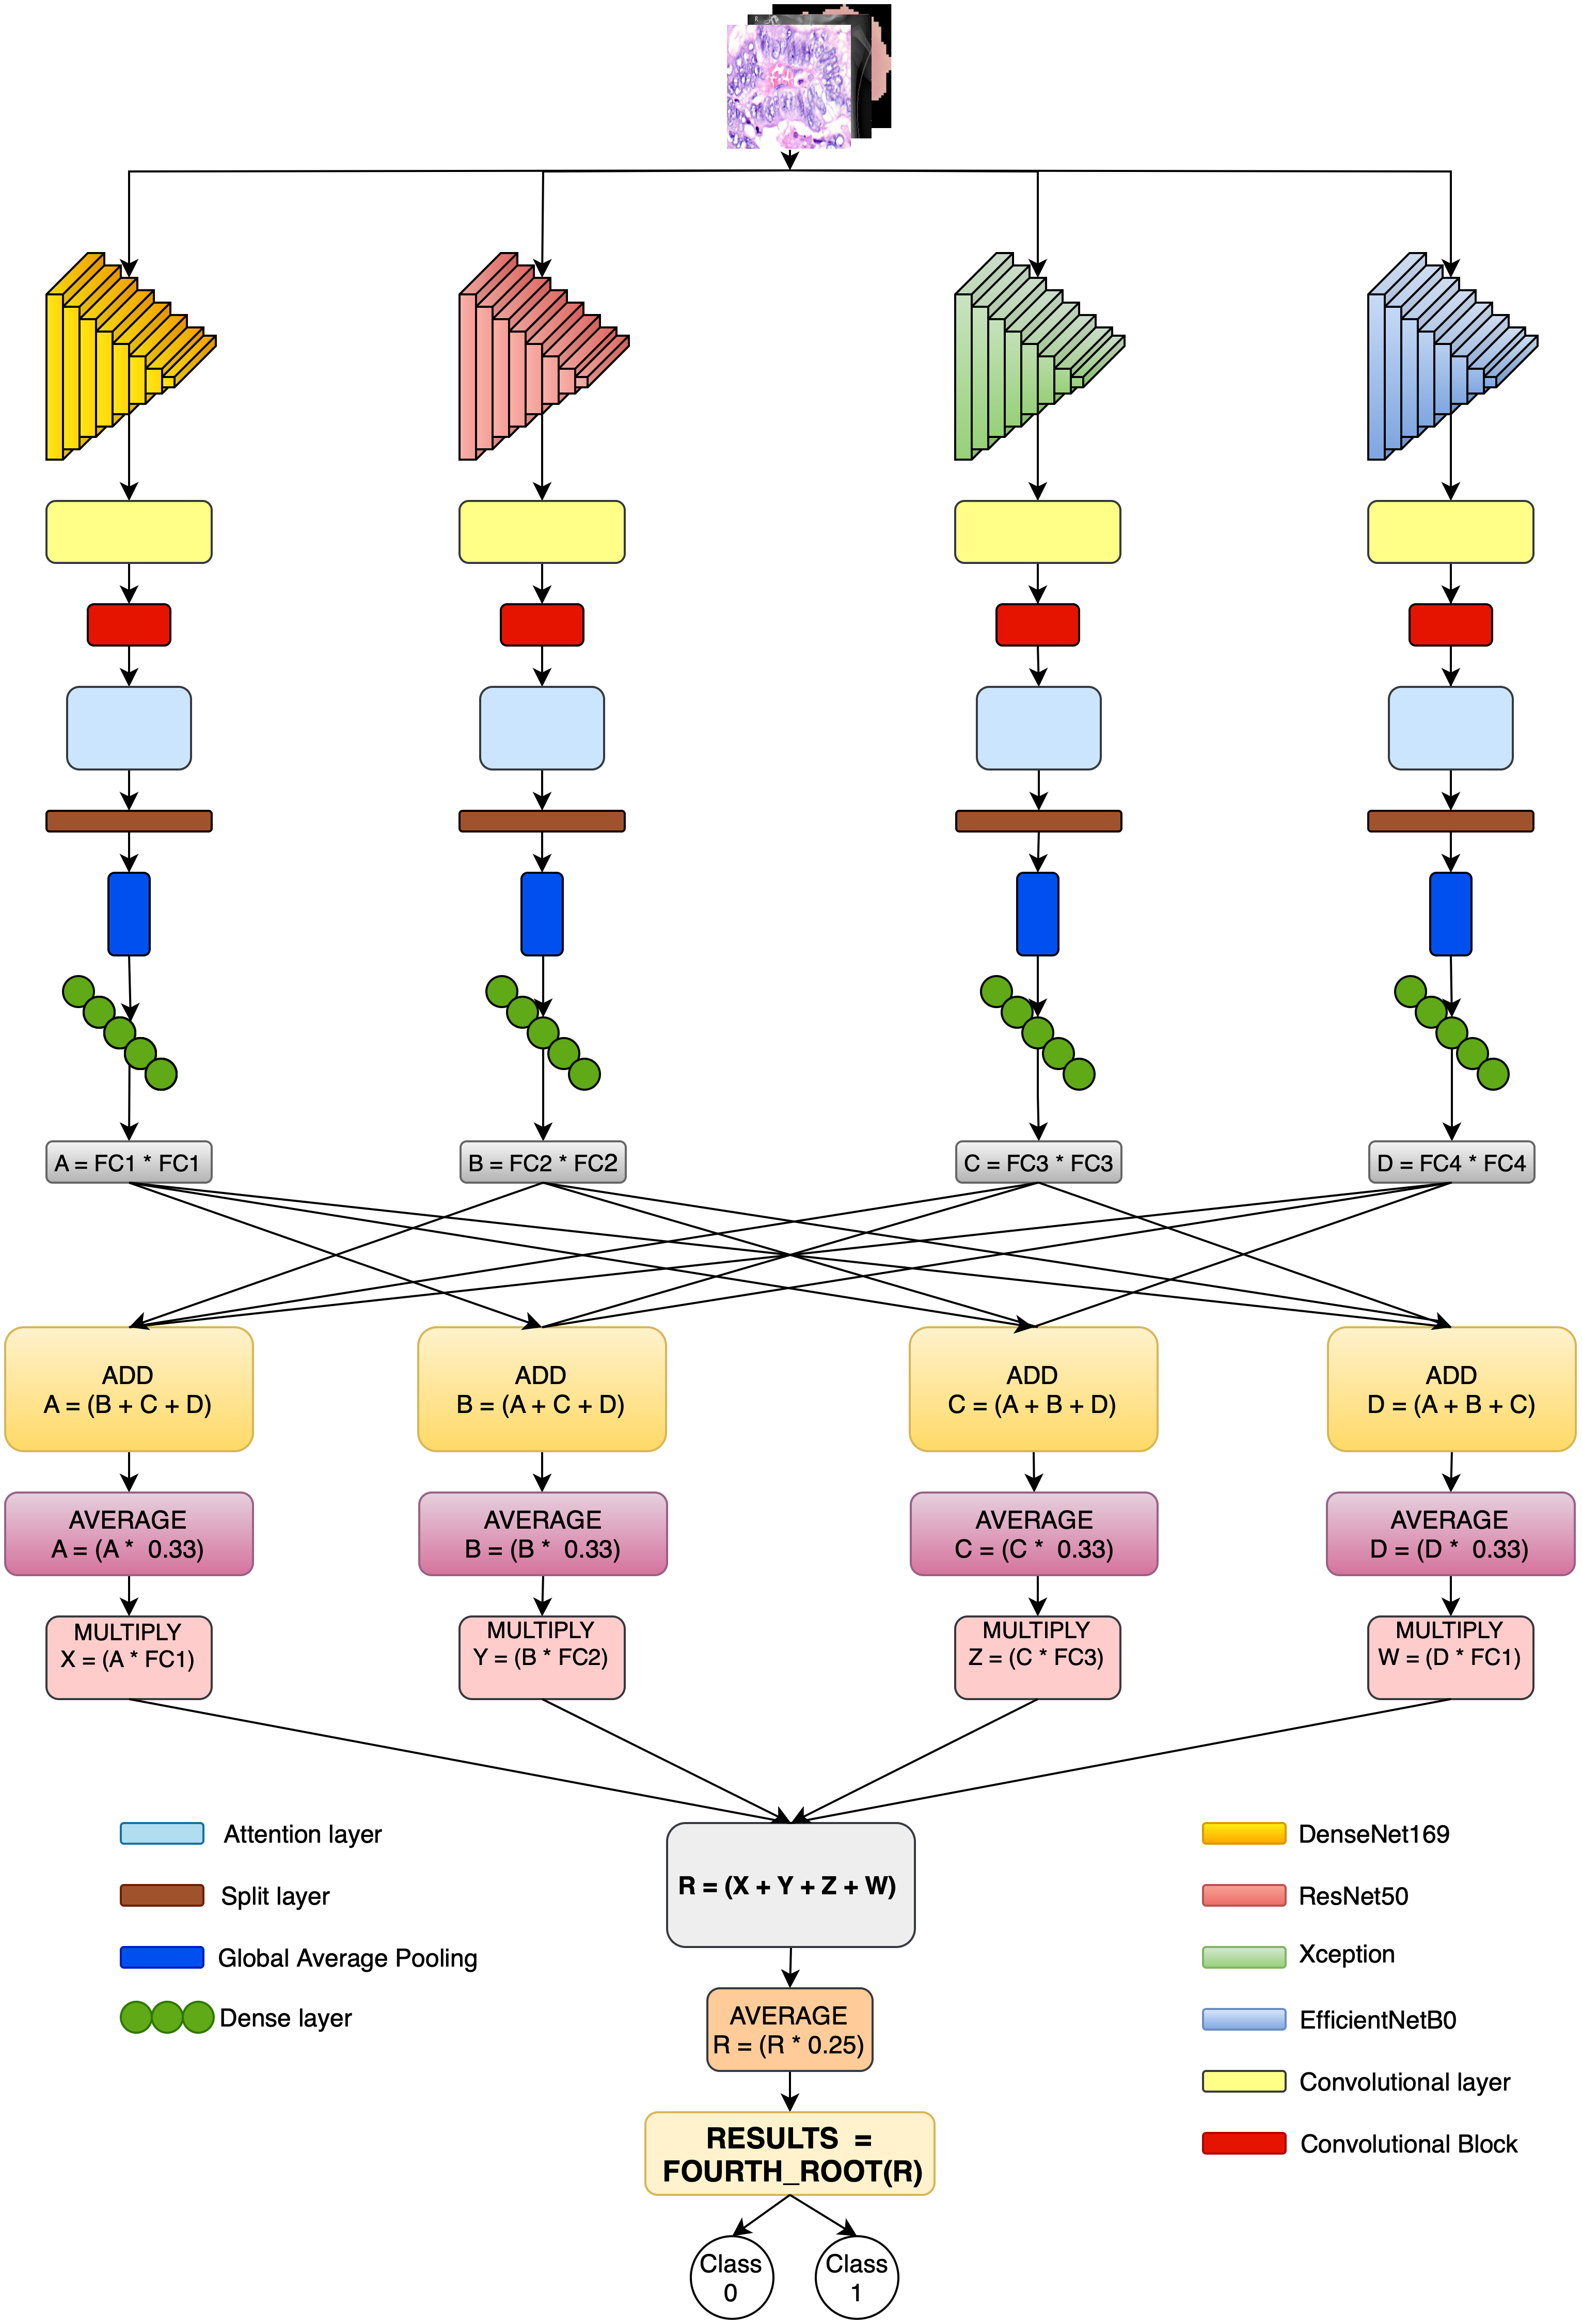 A = FC1 * FC1
B = FC2 * FC2
C = FC3 * FC3
D = FC4 * FC4
ADD
A = (B + C + D)
ADD
B = (A + C + D)
ADD
C = (A + B + D)
ADD
D = (A + B + C)
AVERAGE
A = (A * 0.33)
AVERAGE
B = (B * 0.33)
AVERAGE
C = (C * 0.33)
AVERAGE
D = (D * 0.33)
MULTIPLY
X = (A * FC1)
MULTIPLY
Y = (B * FC2)
MULTIPLY
Z = (C * FC3)
MULTIPLY
W = (D * FC1)
R = (X + Y + Z + W)
AVERAGE
R = (R * 0.25)
RESULTS =
FOURTH_ROOT(R)
Class
0
Class
1
Attention layer
Split layer
Global Average Pooling
Dense layer
DenseNet169
ResNet50
Xception
EfficientNetB0
Convolutional layer
Convolutional Block